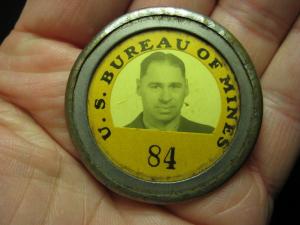 U. S. BUREAU OF MINES
84